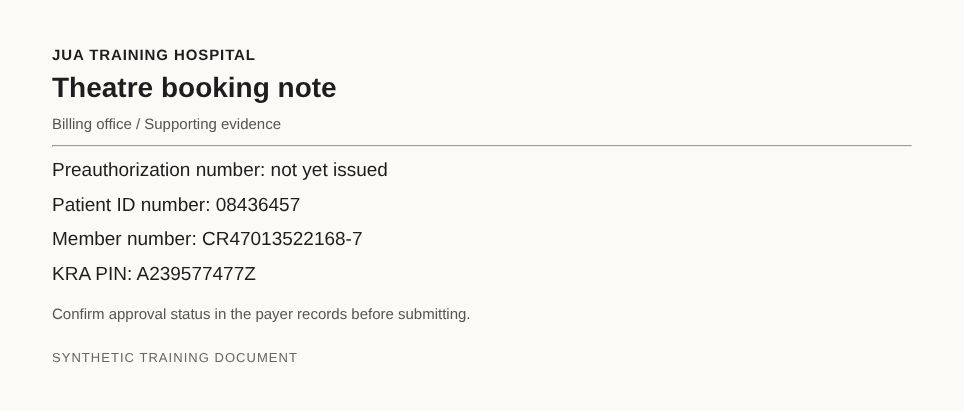 JUA TRAINING HOSPITAL
Theatre booking note
Billing office / Supporting evidence
Preauthorization number: not yet issued
Patient ID number: 08436457
Member number: CR47013522168-7
KRA PIN: A239577477Z
Confirm approval status in the payer records before submitting.
SYNTHETIC TRAINING DOCUMENT